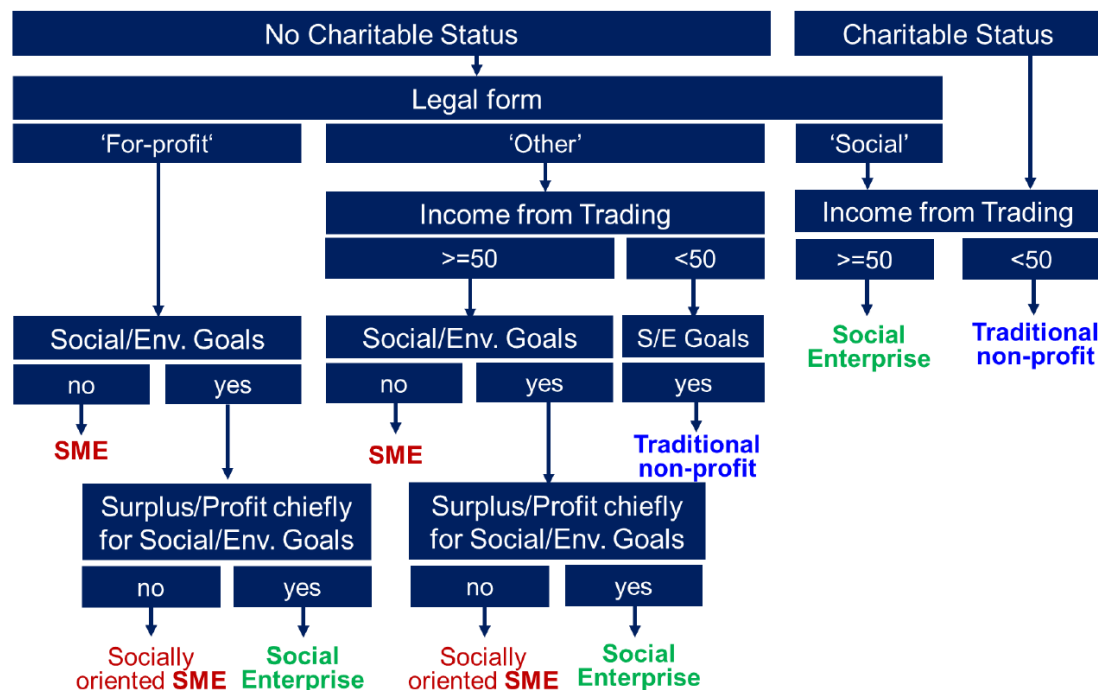 No Charitable Status
Charitable Status
Legal form
‘For-profit‘
‘Other’
‘Social’
Income from Trading
Income from Trading
>=50
<50
>=50
<50
Social/Env. Goals
Social/Env. Goals
S/E Goals
Social
Enterprise
Traditional
non-profit
no
yes
no
yes
yes
SME
SME
Traditional
non-profit
Surplus/Profit chiefly
for Social/Env. Goals
Surplus/Profit chiefly
for Social/Env. Goals
no
yes
no
yes
Socially
oriented SME
Social
Enterprise
Socially
oriented SME
Social
Enterprise